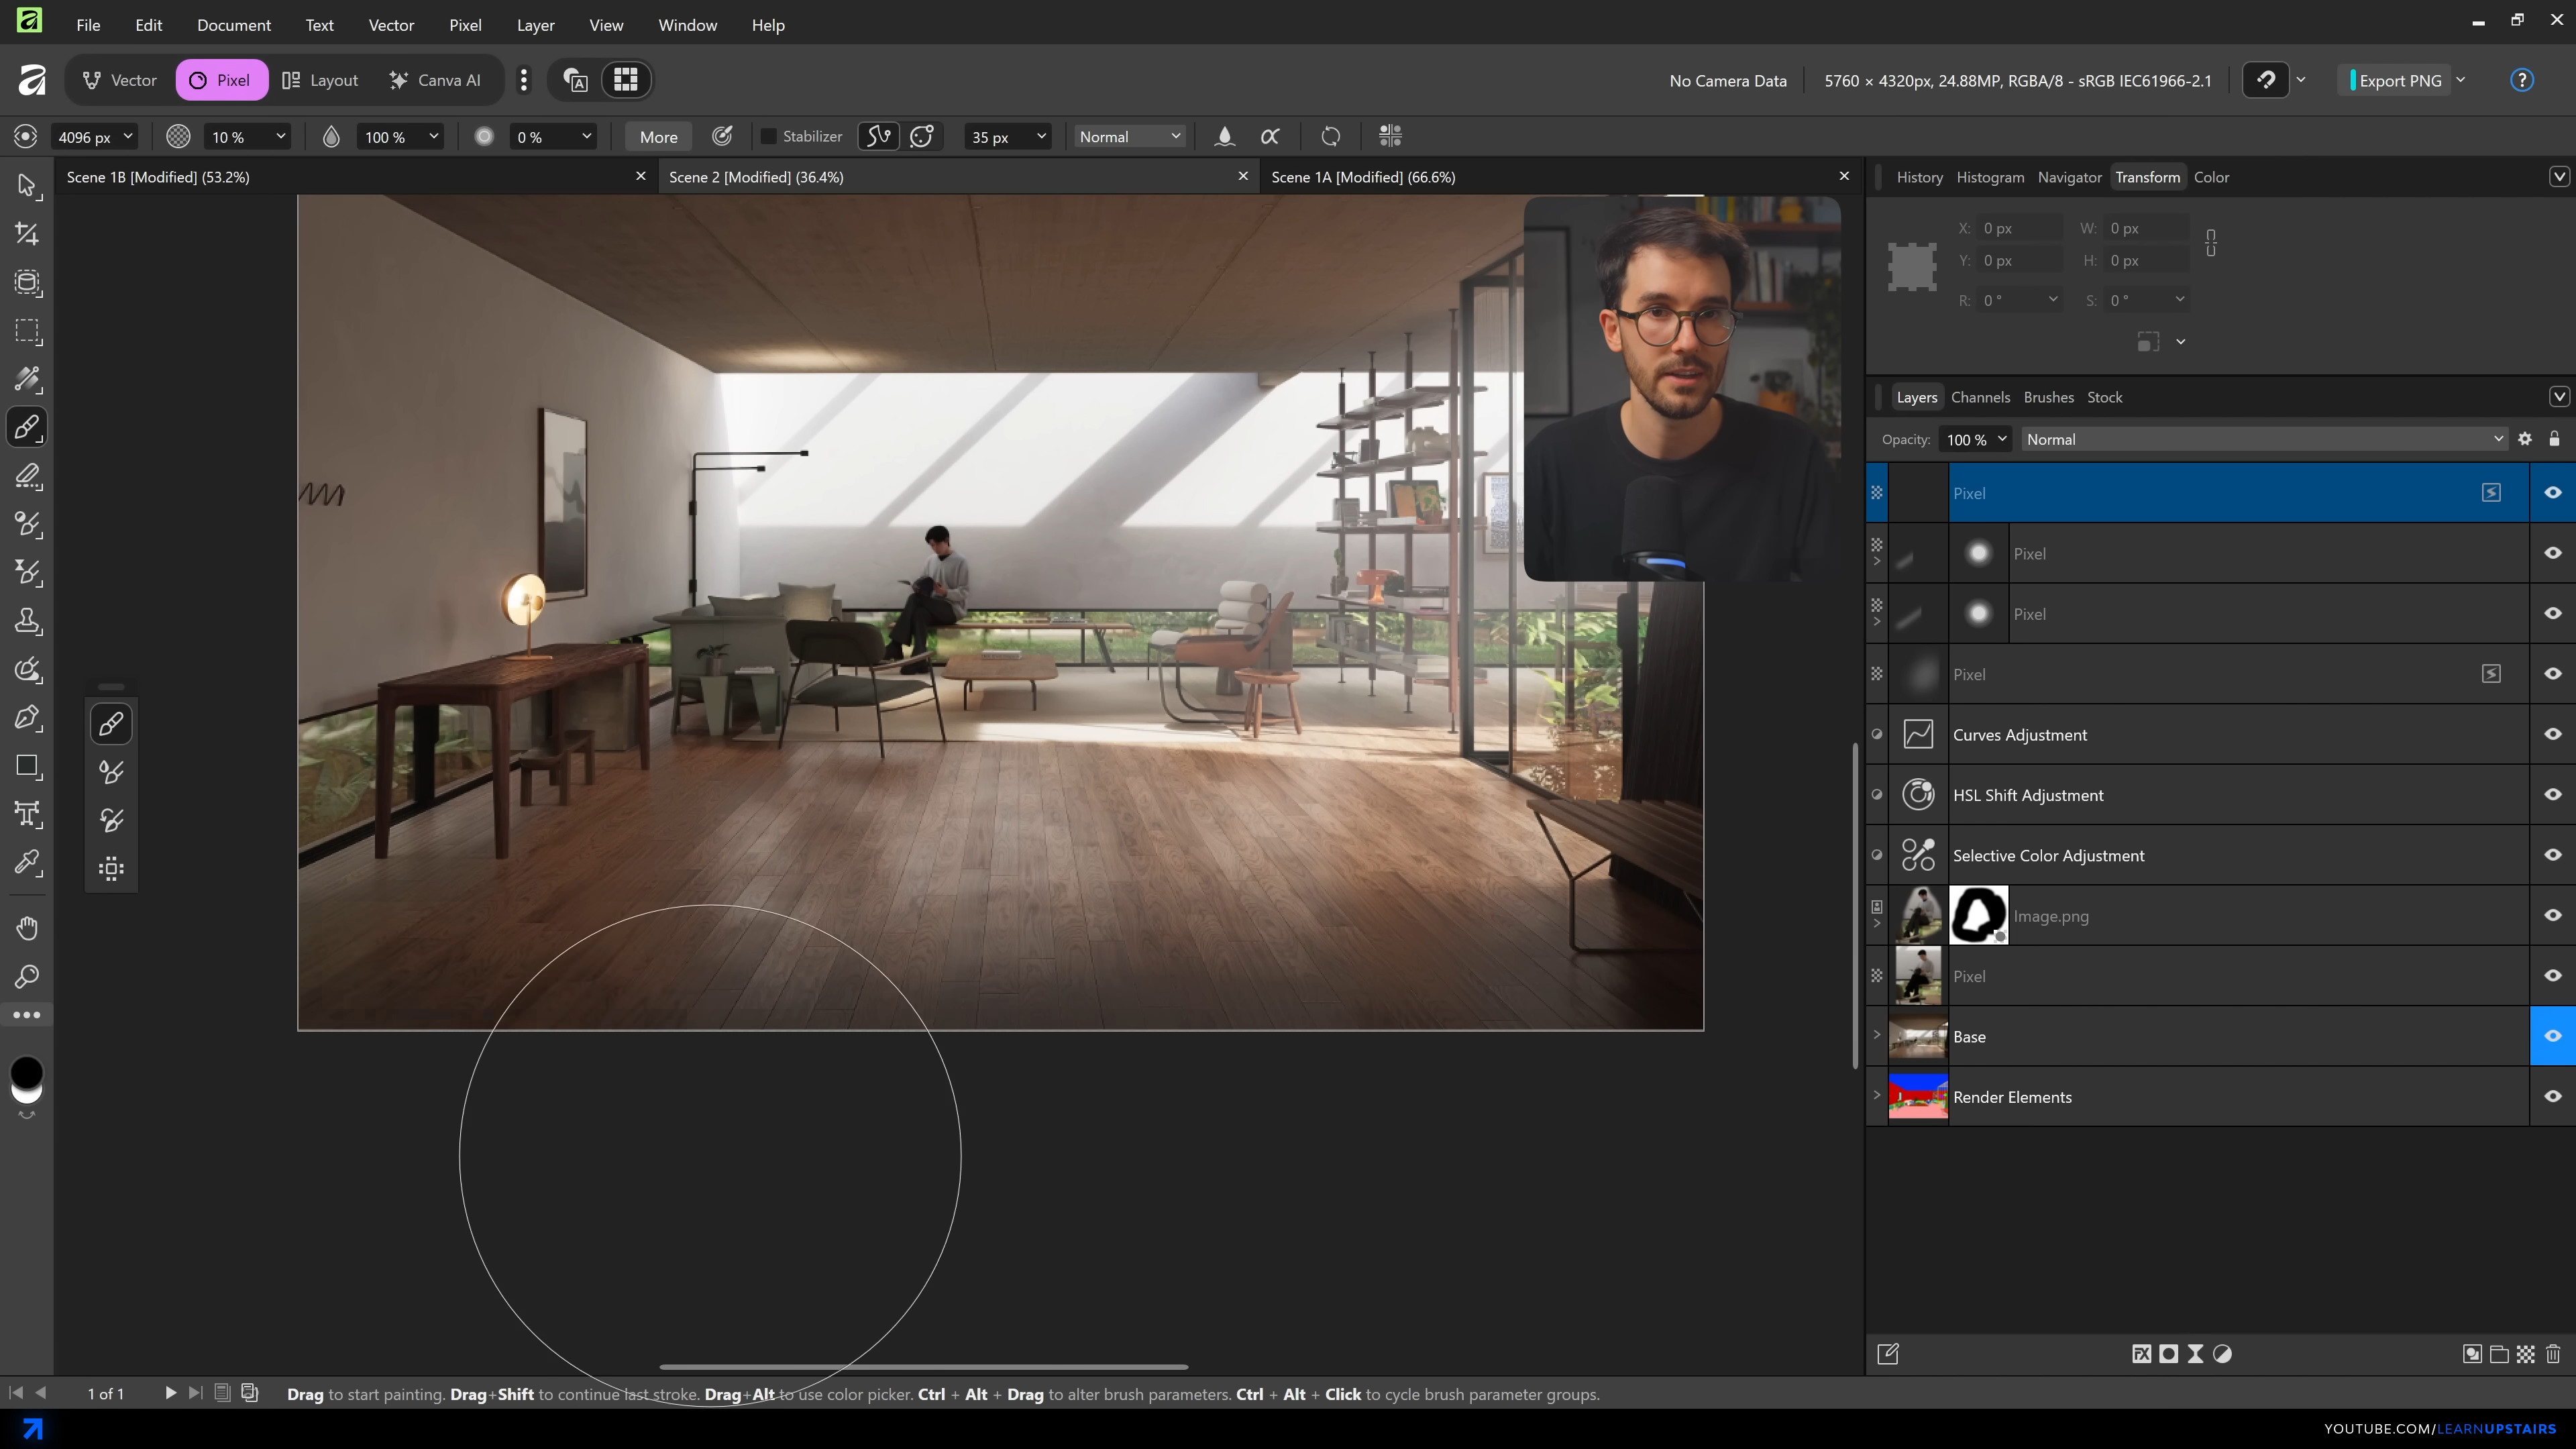 File Edit Document Text Vector Pixel Layer View Window Help
Vector Pixel Layout Canva AI No Camera Data 5760 × 4320px, 24.88MP, RGBA/8 - sRGB IEC61966-2.1 Export PNG ?
4096 px 10 % 100 % 0 % More Stabilizer 35 px Normal
Scene 1B [Modified] (53.2%) Scene 2 [Modified] (36.4%) Scene 1A [Modified] (66.6%)
History Histogram Navigator Transform Color
X: 0 px W: 0 px
Y: 0 px H: 0 px
R: 0 ° S: 0 °
Layers Channels Brushes Stock
Opacity: 100 % Normal
Pixel
Pixel
Pixel
Pixel
Curves Adjustment
HSL Shift Adjustment
Selective Color Adjustment
Image.png
Pixel
Base
Render Elements
1 of 1 Drag to start painting. Drag+Shift to continue last stroke. Drag+Alt to use color picker. Ctrl + Alt + Drag to alter brush parameters. Ctrl + Alt + Click to cycle brush parameter groups.
YOUTUBE.COM/LEARNUPSTAIRS